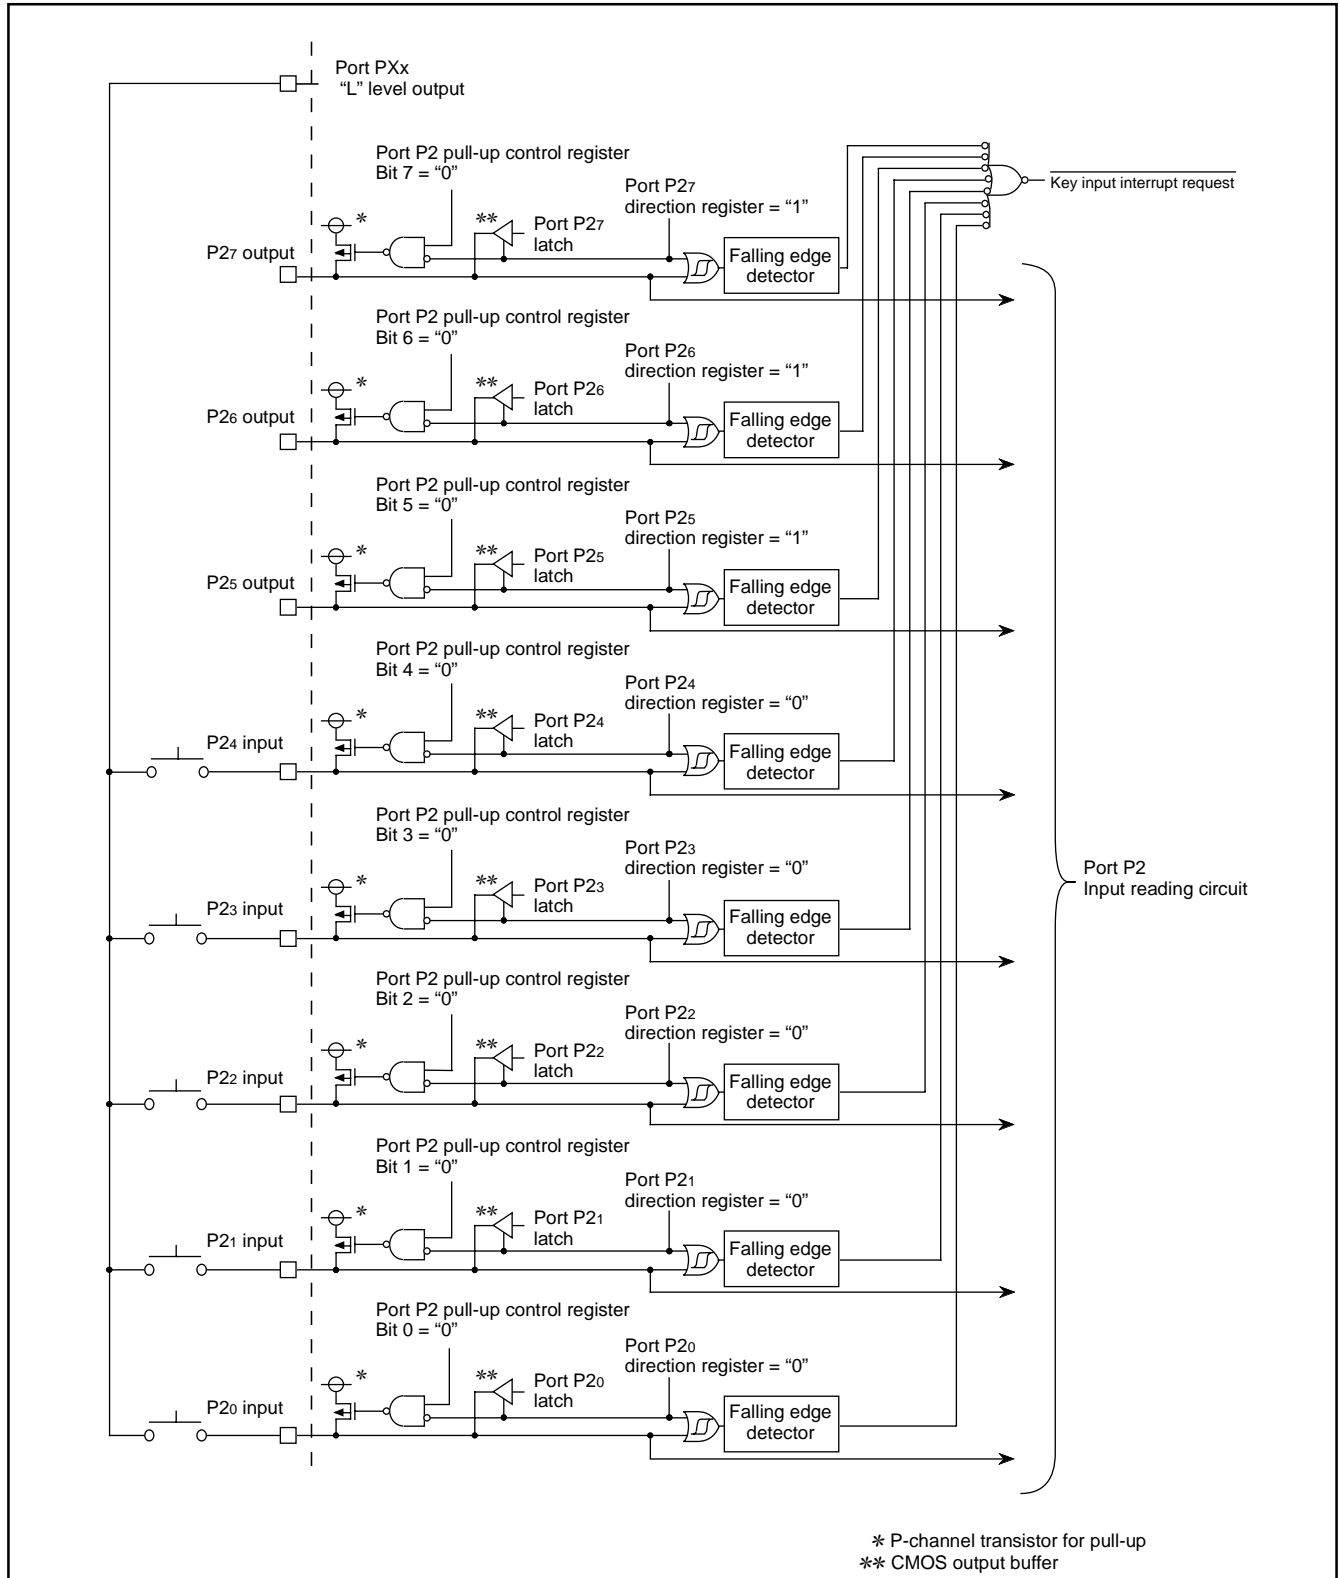 Port PXx
“L” level output
Port P2 pull-up control register
Bit 7 = “0”
Port P27
direction register = “1”
Key input interrupt request
*
**
Port P27
latch
P27 output
Falling edge
detector
Port P2 pull-up control register
Bit 6 = “0”
Port P26
direction register = “1”
*
**
Port P26
latch
P26 output
Falling edge
detector
Port P2 pull-up control register
Bit 5 = “0”
Port P25
direction register = “1”
*
**
Port P25
latch
P25 output
Falling edge
detector
Port P2 pull-up control register
Bit 4 = “0”
Port P24
direction register = “0”
*
**
Port P24
latch
P24 input
Falling edge
detector
Port P2 pull-up control register
Bit 3 = “0”
Port P23
direction register = “0”
*
**
Port P23
latch
P23 input
Falling edge
detector
Port P2
Input reading circuit
Port P2 pull-up control register
Bit 2 = “0”
Port P22
direction register = “0”
*
**
Port P22
latch
P22 input
Falling edge
detector
Port P2 pull-up control register
Bit 1 = “0”
Port P21
direction register = “0”
*
**
Port P21
latch
P21 input
Falling edge
detector
Port P2 pull-up control register
Bit 0 = “0”
Port P20
direction register = “0”
*
**
Port P20
latch
P20 input
Falling edge
detector
* P-channel transistor for pull-up
** CMOS output buffer